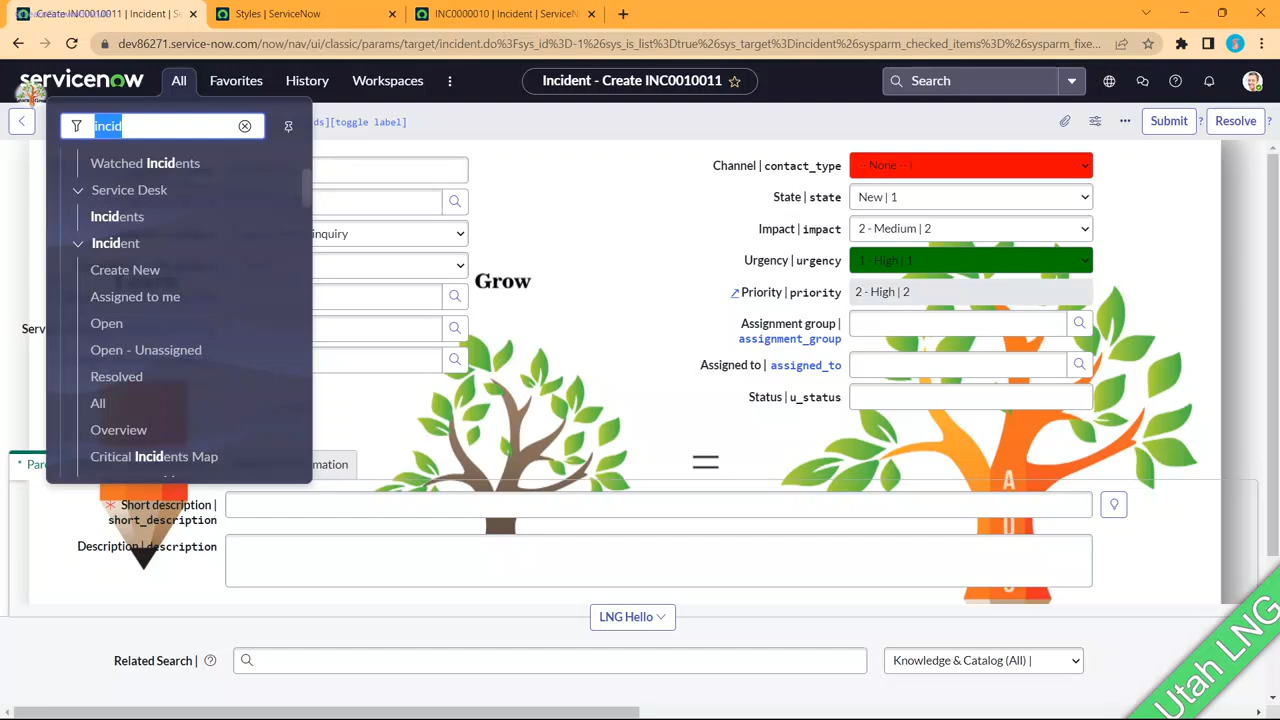 Create INC0010011 | Incident | S
Styles | ServiceNow
INC0000010 | Incident | ServiceN
dev86271.service-now.com/now/nav/ui/classic/params/target/incident.do%3Fsys_id%3D-1%26sys_is_list%3Dtrue%26sys_target%3Dincident%26sysparm_checked_items%3D%26sysparm_fixe...
servicenow
All
Favorites
History
Workspaces
Incident - Create INC0010011
Search
incid
ds][toggle label]
Submit
?
Resolve
?
Watched Incidents
Service Desk
Incidents
Incident
Create New
Assigned to me
Open
Open - Unassigned
Resolved
All
Overview
Critical Incidents Map
nquiry
Serv
Grow
Channel | contact_type
-- None -- |
State | state
New | 1
Impact | impact
2 - Medium | 2
Urgency | urgency
1 - High | 1
Priority | priority
2 - High | 2
Assignment group |
assignment_group
Assigned to | assigned_to
Status | u_status
=
A
U
* Pare
mation
Short description |
short_description
Description | description
LNG Hello
Related Search |
Knowledge & Catalog (All) |
Utah LNG